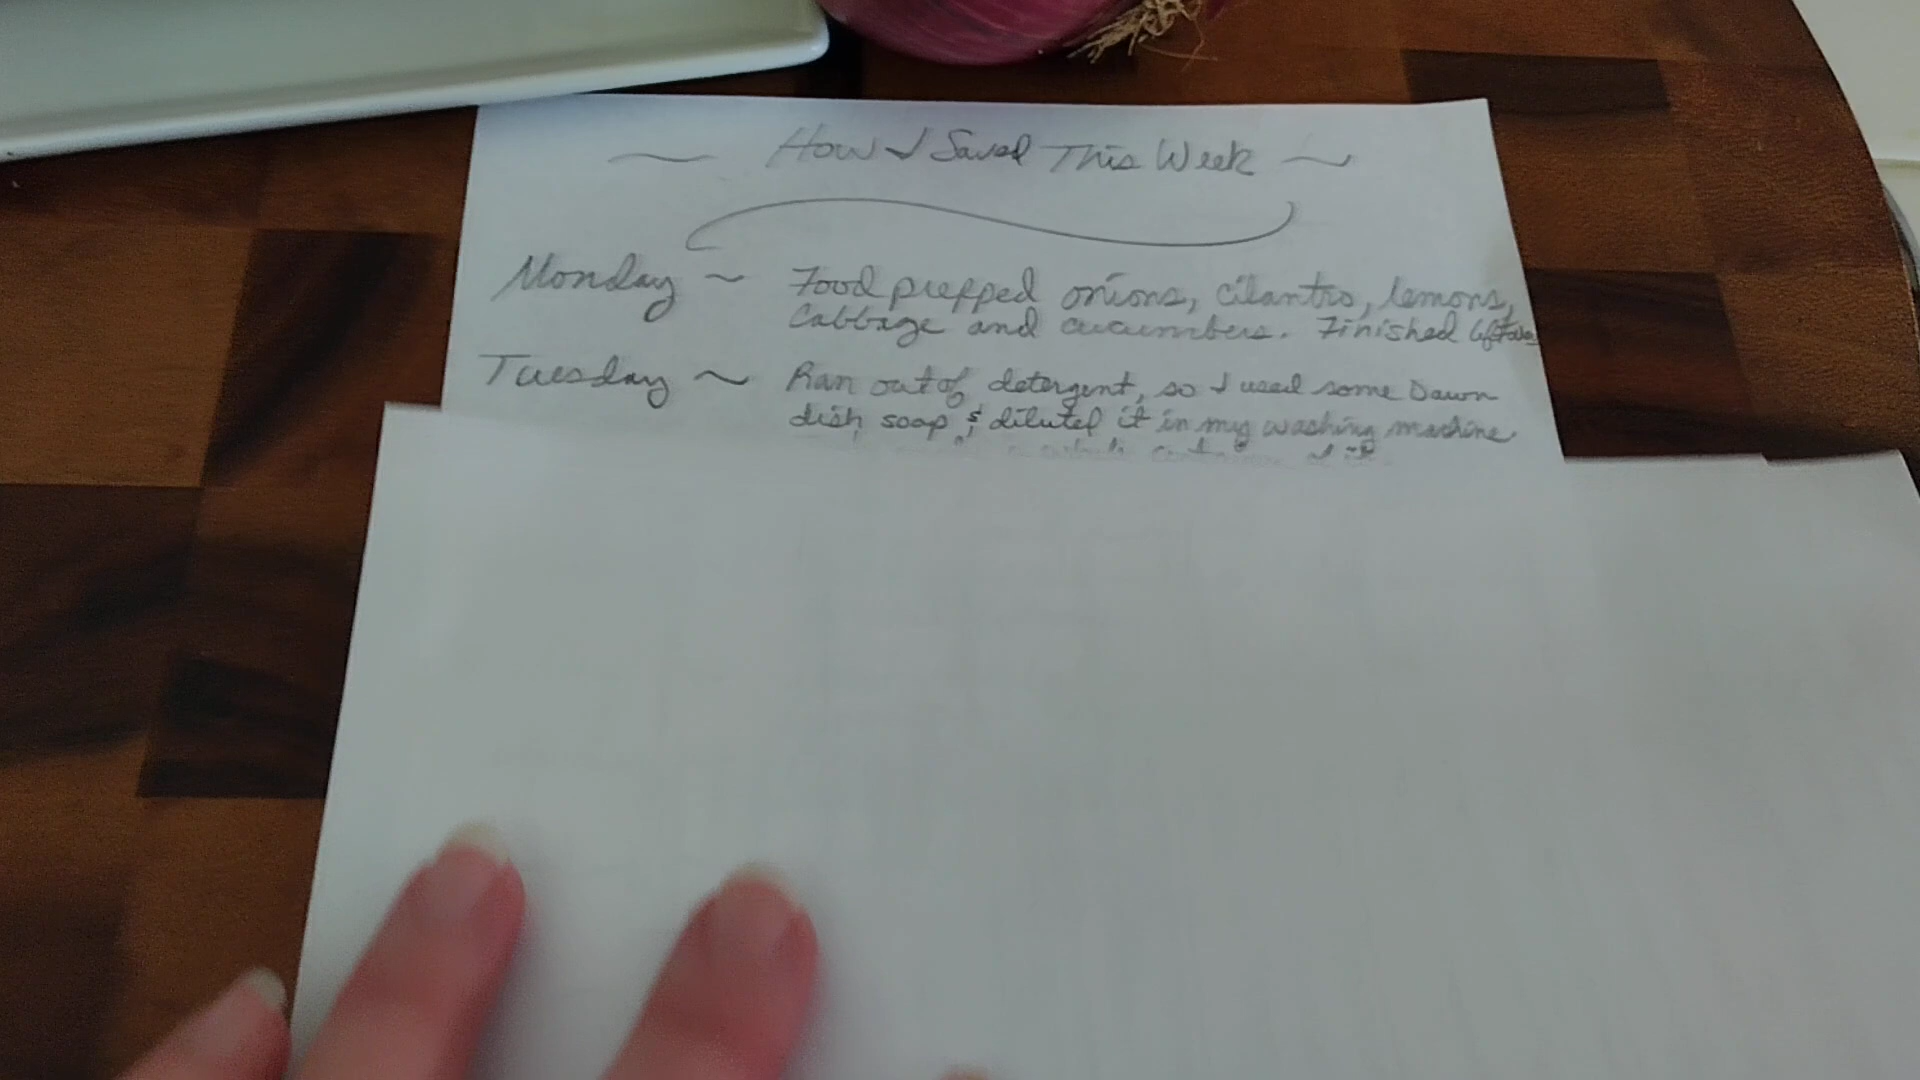 ~ How I Saved This Week ~
Monday ~ Food prepped onions, cilantro, lemons,
Cabbage and cucumbers. Finished leftovers
Tuesday ~ Ran out of detergent, so I used some Dawn
dish soap & diluted it in my washing machine